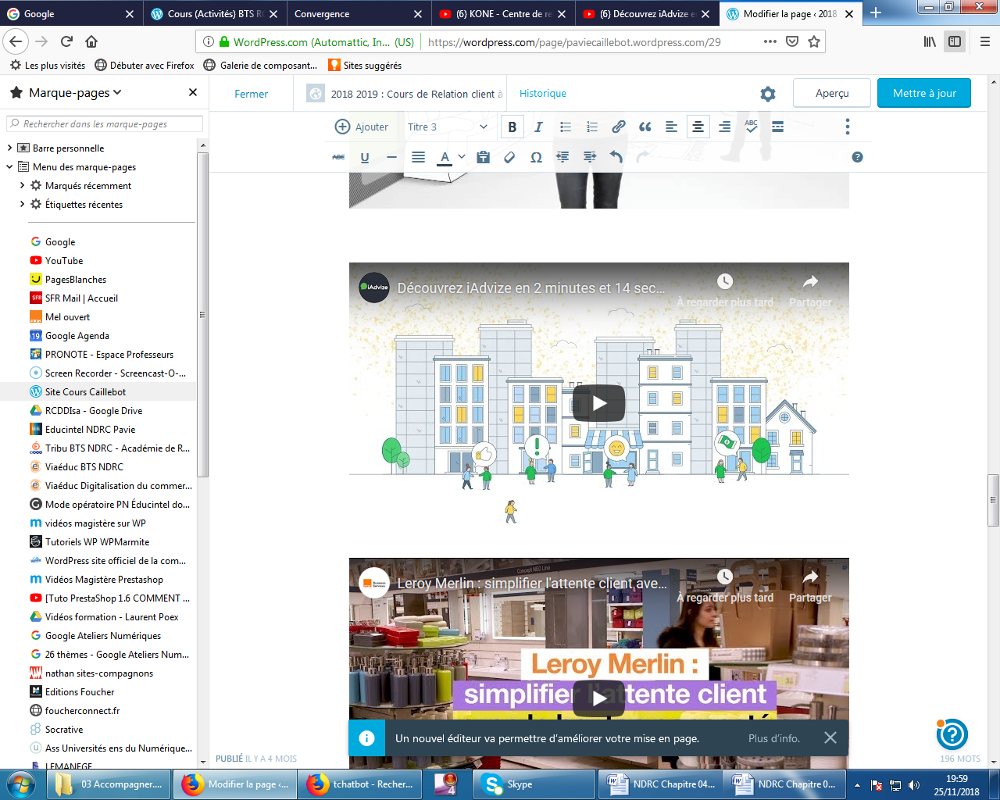 Google
Cours (Activités) BTS R
Convergence
(6) KONE - Centre de re
(6) Découvrez iAdvize e
Modifier la page ‹ 2018
WordPress.com (Automattic, In... (US)
https://wordpress.com/page/paviecaillebot.wordpress.com/29
Les plus visités
Débuter avec Firefox
Galerie de composant...
Sites suggérés
Marque-pages
Fermer
2018 2019 : Cours de Relation client à
Historique
Aperçu
Mettre à jour
Rechercher dans les marque-pages
Ajouter
Titre 3
B
I
ABC
ABC
U
A
Barre personnelle
Menu des marque-pages
Marqués récemment
Étiquettes récentes
Google
YouTube
PagesBlanches
SFR Mail | Accueil
Mel ouvert
Google Agenda
PRONOTE - Espace Professeurs
Screen Recorder - Screencast-O-...
Site Cours Caillebot
RCDDIsa - Google Drive
Educintel NDRC Pavie
Tribu BTS NDRC - Académie de R...
Viaéduc BTS NDRC
Viaéduc Digitalisation du commer...
Mode opératoire PN Éducintel do...
vidéos magistère sur WP
Tutoriels WP WPMarmite
WordPress site officiel de la com...
Vidéos Magistère Prestashop
[Tuto PrestaShop 1.6 COMMENT ...
Vidéos formation - Laurent Poex
Google Ateliers Numériques
26 thèmes - Google Ateliers Num...
nathan sites-compagnons
Editions Foucher
foucherconnect.fr
Socrative
Ass Universités ens du Numérique...
LEMANEGE
iAdvize
Découvrez iAdvize en 2 minutes et 14 sec...
À regarder plus tard
Partager
Concept NEO Line
Leroy Merlin : simplifier l'attente client ave...
À regarder plus tard
Partager
Leroy Merlin :
simplifier l'attente client
Un nouvel éditeur va permettre d'améliorer votre mise en page.
Plus d'info.
PUBLIÉ IL Y A 4 MOIS
196 MOTS
03 Accompagner....
Modifier la page ‹...
tchatbot - Recher...
4
Skype
NDRC Chapitre 04...
NDRC Chapitre 0...
19:59
25/11/2018